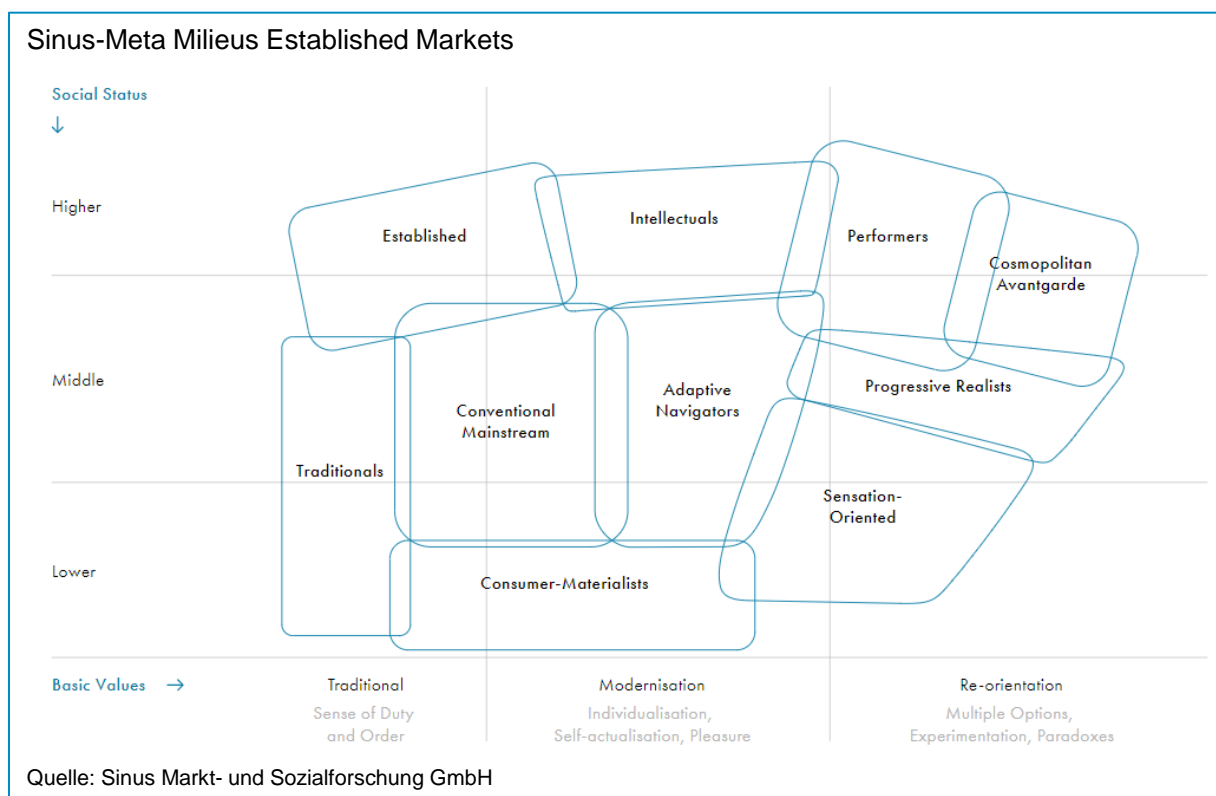 Sinus-Meta Milieus Established Markets
Social Status
↓
Higher
Established
Intellectuals
Performers
Cosmopolitan
Avantgarde
Middle
Conventional
Mainstream
Adaptive
Navigators
Progressive Realists
Traditionals
Sensation-
Oriented
Lower
Consumer-Materialists
Basic Values →
Traditional
Sense of Duty
and Order
Modernisation
Individualisation,
Self-actualisation, Pleasure
Re-orientation
Multiple Options,
Experimentation, Paradoxes
Quelle: Sinus Markt- und Sozialforschung GmbH